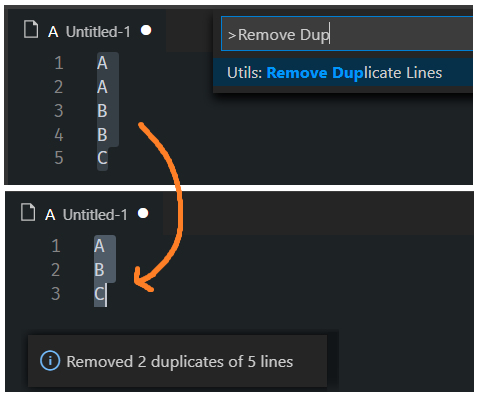 A Untitled-1
>Remove Dup
Utils: Remove Duplicate Lines
1 A
2 A
3 B
4 B
5 C
A Untitled-1
1 A
2 B
3 C
Removed 2 duplicates of 5 lines